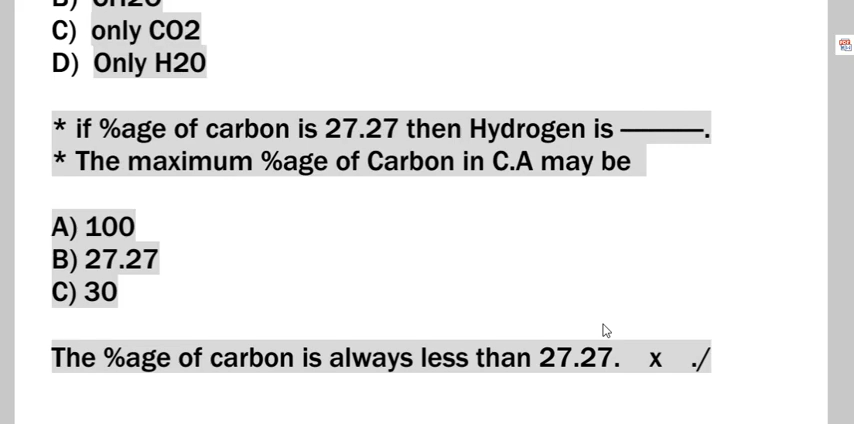 B) CH2O
C) only CO2
D) Only H20
* if %age of carbon is 27.27 then Hydrogen is ———.
* The maximum %age of Carbon in C.A may be
A) 100
B) 27.27
C) 30
The %age of carbon is always less than 27.27. x ./